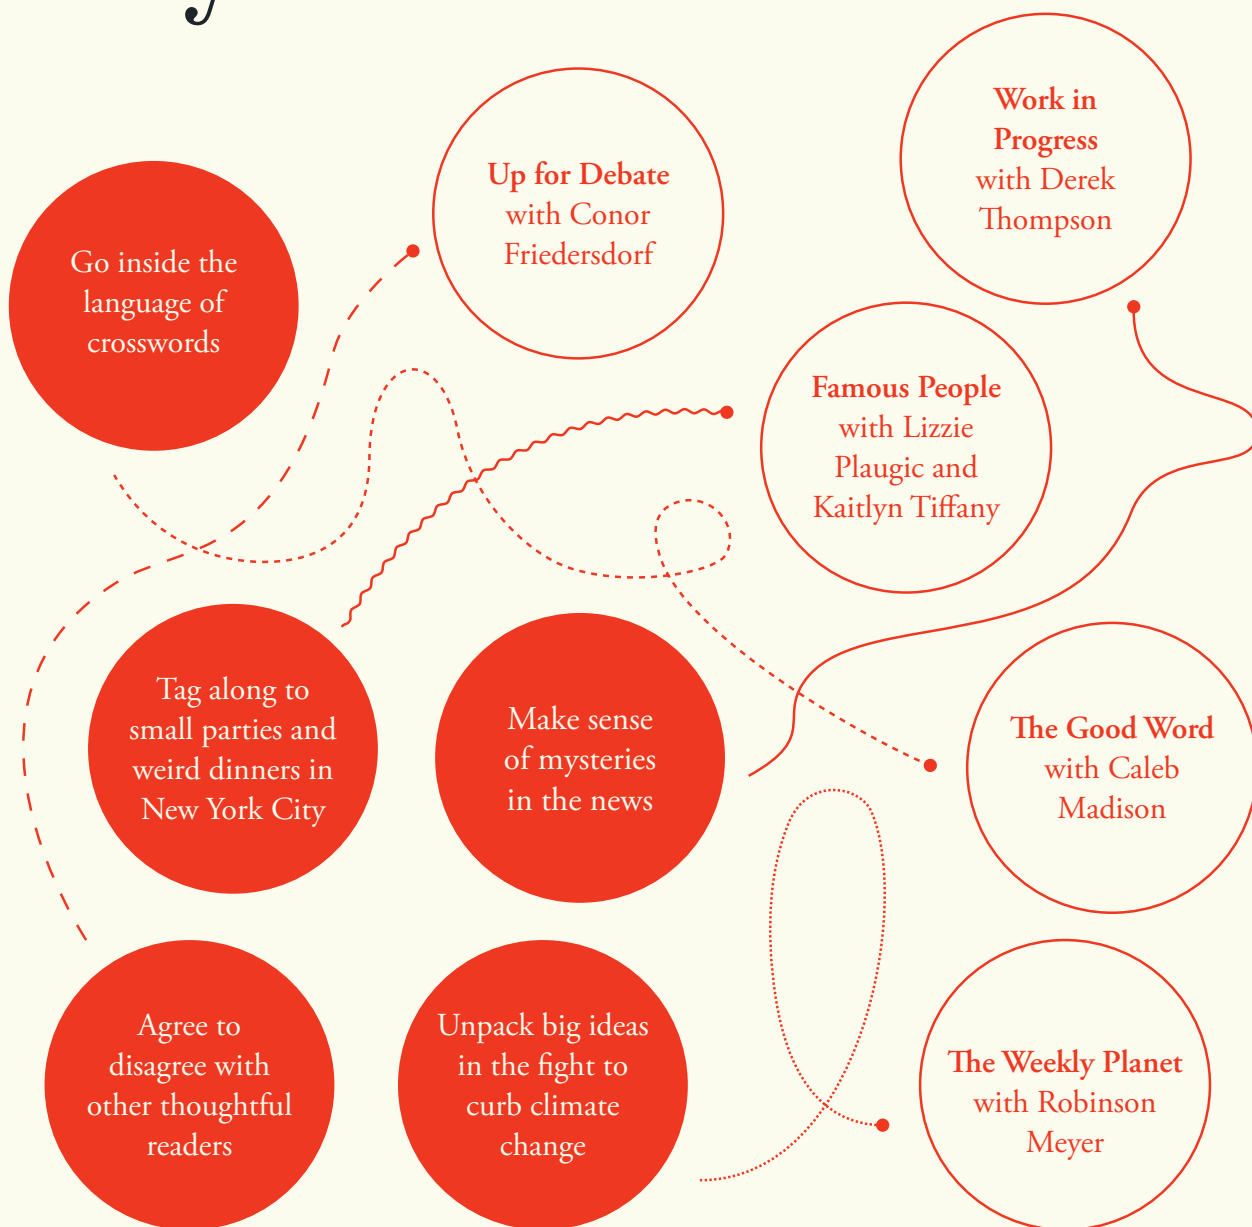 Work in
Progress
with Derek
Thompson
Up for Debate
with Conor
Friedersdorf
Go inside the
language of
crosswords
Famous People
with Lizzie
Plaugic and
Kaitlyn Tiffany
Tag along to
small parties and
weird dinners in
New York City
Make sense
of mysteries
in the news
The Good Word
with Caleb
Madison
Agree to
disagree with
other thoughtful
readers
Unpack big ideas
in the fight to
curb climate
change
The Weekly Planet
with Robinson
Meyer